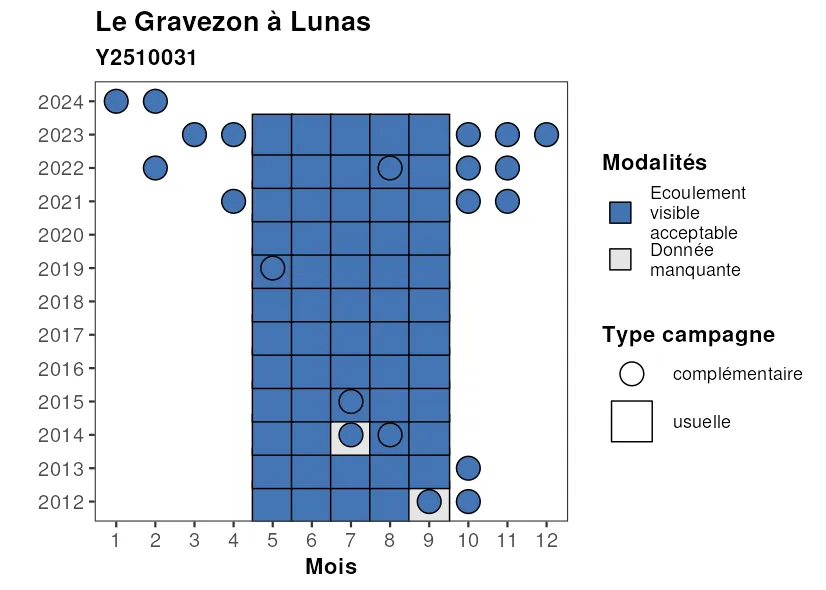 Le Gravezon à Lunas
Y2510031
2024
2023
2022
2021
2020
2019
2018
2017
2016
2015
2014
2013
2012
1 2 3 4 5 6 7 8 9 10 11 12
Mois
Modalités
Ecoulement
visible
acceptable
Donnée
manquante
Type campagne
complémentaire
usuelle